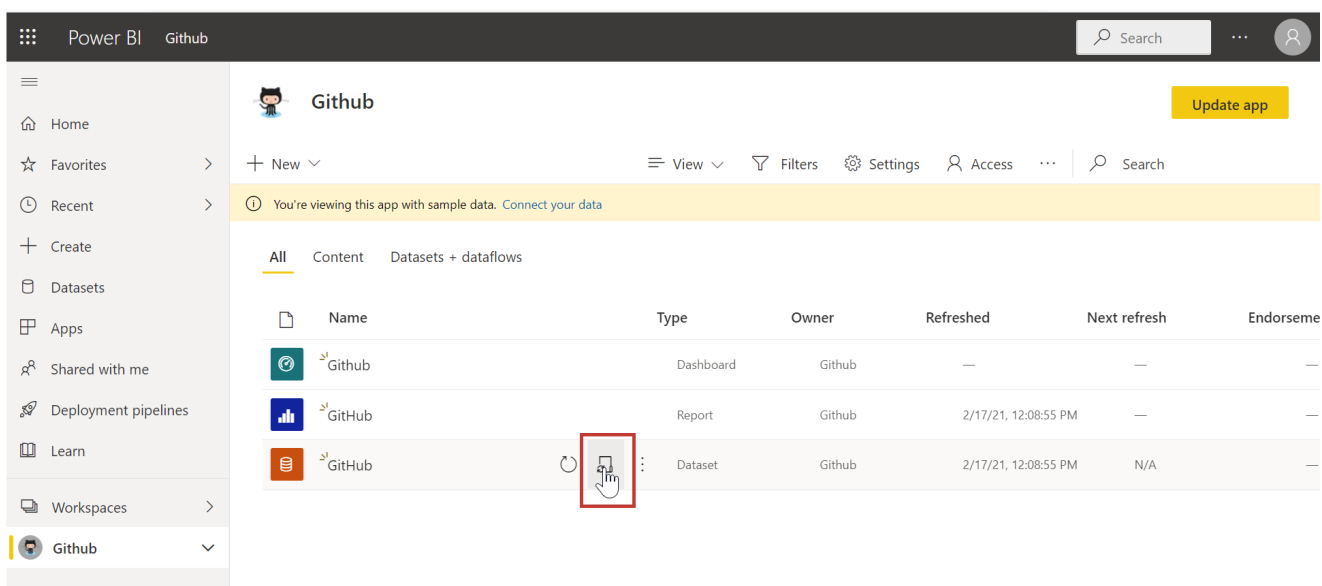 Power BI Github Search ...
Github
Update app
Home
Favorites
Recent
Create
Datasets
Apps
Shared with me
Deployment pipelines
Learn
Workspaces
Github
New View Filters Settings Access ... Search
You're viewing this app with sample data. Connect your data
All Content Datasets + dataflows
Name Type Owner Refreshed Next refresh Endorseme
Github Dashboard Github — — —
GitHub Report Github 2/17/21, 12:08:55 PM — —
GitHub Dataset Github 2/17/21, 12:08:55 PM N/A —